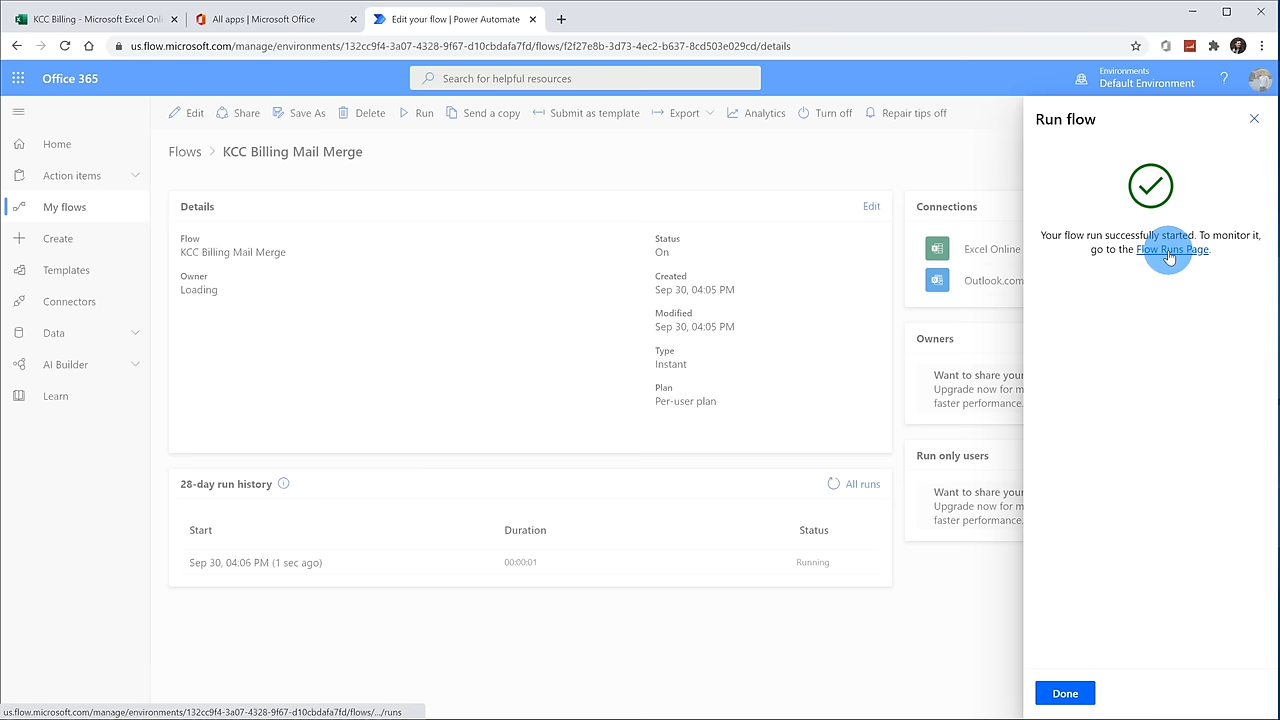 KCC Billing - Microsoft Excel Onli
All apps | Microsoft Office
Edit your flow | Power Automate
us.flow.microsoft.com/manage/environments/132cc9f4-3a07-4328-9f67-d10cbdafa7fd/flows/f2f27e8b-3d73-4ec2-b637-8cd503e029cd/details
Office 365
Search for helpful resources
Environments
Default Environment
Edit
Share
Save As
Delete
Run
Send a copy
Submit as template
Export
Analytics
Turn off
Repair tips off
Home
Action items
My flows
Create
Templates
Connectors
Data
AI Builder
Learn
Flows > KCC Billing Mail Merge
Details
Edit
Flow
KCC Billing Mail Merge
Owner
Loading
Status
On
Created
Sep 30, 04:05 PM
Modified
Sep 30, 04:05 PM
Type
Instant
Plan
Per-user plan
28-day run history
All runs
Start
Duration
Status
Sep 30, 04:06 PM (1 sec ago)
00:00:01
Running
Connections
Excel Online
Outlook.com
Owners
Want to share your
Upgrade now for m
faster performance.
Run only users
Want to share your
Upgrade now for m
faster performance.
Run flow
Your flow run successfully started. To monitor it,
go to the Flow Runs Page.
Done
us.flow.microsoft.com/manage/environments/132cc9f4-3a07-4328-9f67-d10cbdafa7fd/flows/.../runs